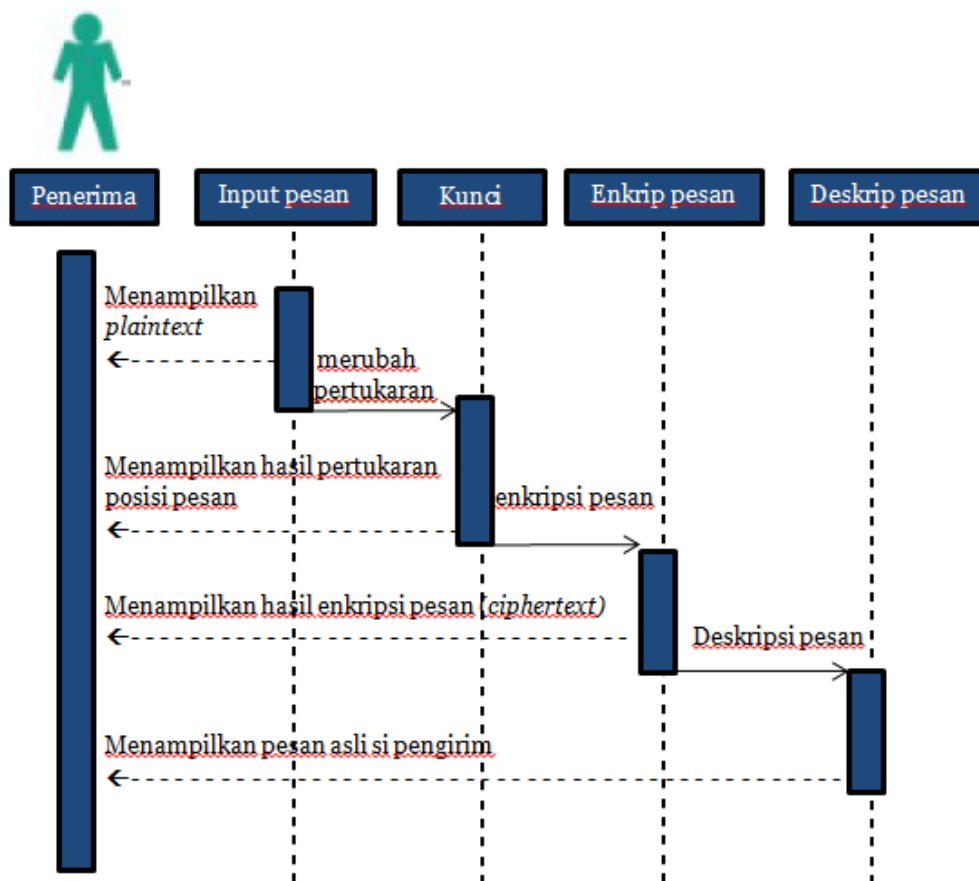 Penerima
Input pesan
Kunci
Enkrip pesan
Deskrip pesan
Menampilkan
plaintext
merubah
pertukaran
Menampilkan hasil pertukaran
posisi pesan
enkripsi pesan
Menampilkan hasil enkripsi pesan (ciphertext)
Deskripsi pesan
Menampilkan pesan asli si pengirim